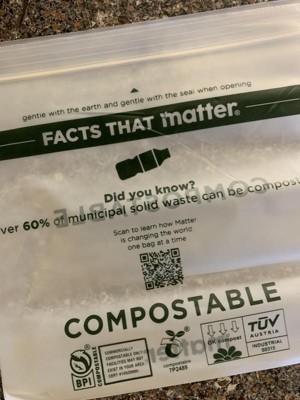 gentle with the earth and gentle with the seal when opening
FACTS THAT matter.
Did you know?
ver 60% of municipal solid waste can be compost
Scan to learn how Matter
is changing the world
one bag at a time
COMPOSTABLE
COMPOSTABLE
BPI
COMMERCIALLY
COMPOSTABLE ONLY.
FACILITIES MAY NOT
EXIST IN YOUR AREA
compostable
TP2485
OK compost
TÜV
AUSTRIA
INDUSTRIAL